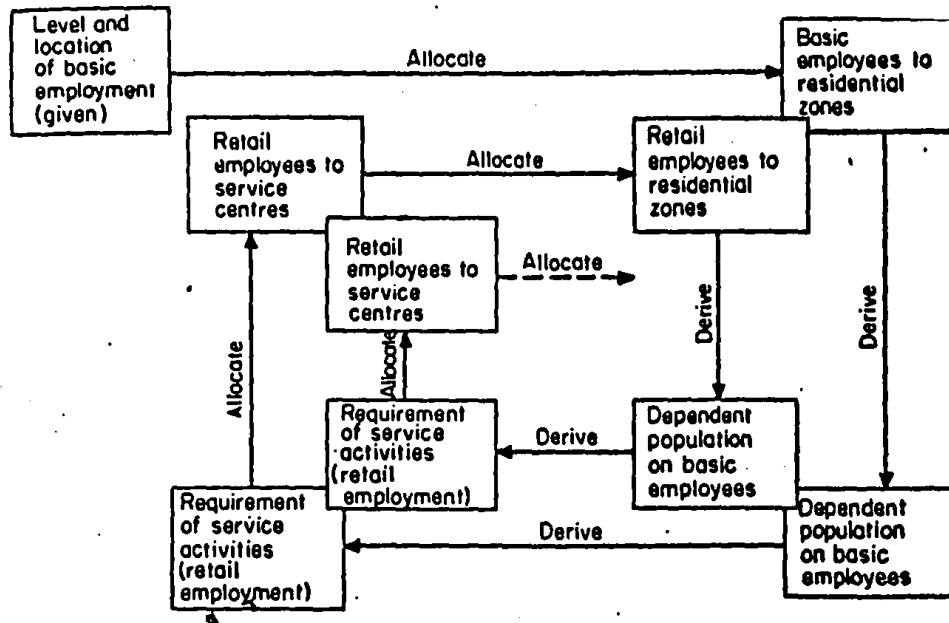 Level and
location
of basic
employment
(given)
Allocate
Basic
employees to
residential
zones
Retail
employees to
service
centres
Allocate
Retail
employees to
residential
zones
Retail
employees to
service
centres
Allocate
Allocate
Allocate
Derive
Derive
Requirement
of service
activities
(retail
employment)
Derive
Dependent
population
on basic
employees
Requirement
of service
activities
(retail
employment)
Derive
Dependent
population
on basic
employees